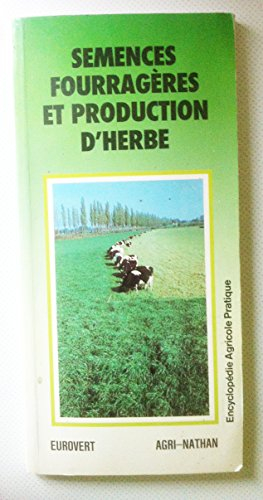 SEMENCES
FOURRAGÈRES
ET PRODUCTION
D'HERBE
Encyclopédie Agricole Pratique
EUROVERT AGRI-NATHAN